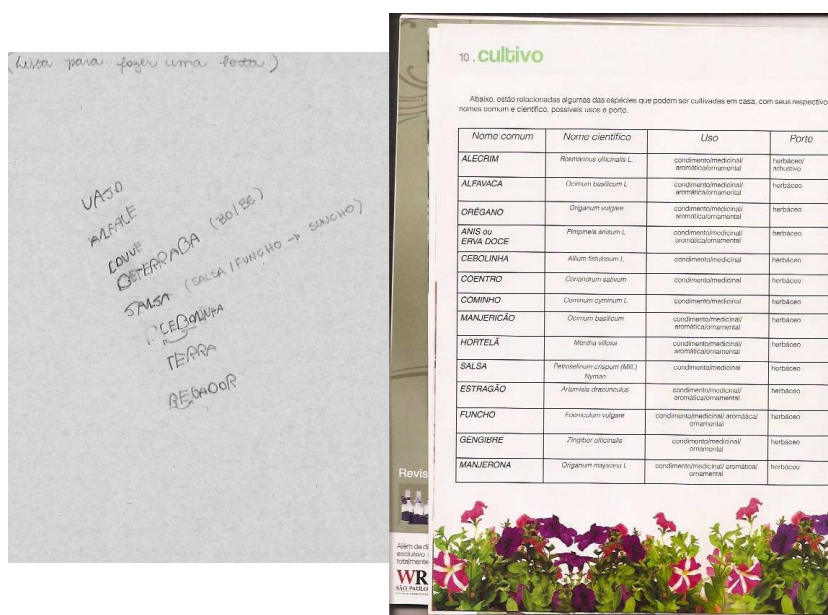 (Lista para fazer uma horta)
VASO
ALFACE
COUVE
BETERRABA (BO/BE)
SALSA (SALSA/FUNCHO → SUNCHO)
CEBOLINHA
TERRA
REGADOR
10 . cultivo
Abaixo, estão relacionadas algumas das espécies que podem ser cultivadas em casa, com seus respectivo
nomes comum e científico, possíveis usos e porte.
Nome comum Nome científico Uso Porte
ALECRIM Rosmarinus officinalis L. condimento/medicinal/ aromática/ornamental herbáceo/ arbustivo
ALFAVACA Ocimum basilicum L condimento/medicinal/ aromática/ornamental herbáceo
ORÉGANO Origanum vulgare condimento/medicinal/ aromática/ornamental herbáceo
ANIS ou ERVA DOCE Pimpinela anisum L condimento/medicinal/ aromática/ornamental herbáceo
CEBOLINHA Allium fistulosum L condimento/medicinal herbáceo
COENTRO Coriandrum sativum condimento/medicinal herbáceo
COMINHO Cominum cyminum L condimento/medicinal herbáceo
MANJERICÃO Ocimum basilicum condimento/medicinal/ aromática/ornamental herbáceo
HORTELÃ Mentha villosa condimento/medicinal/ aromática/ornamental herbáceo
SALSA Petroselinum crispum (Mill.) Nyman condimento/medicinal herbáceo
ESTRAGÃO Artemisia dracunculus condimento/medicinal/ aromática/ornamental herbáceo
FUNCHO Foeniculum vulgare condimento/medicinal/ aromática/ ornamental herbáceo
GENGIBRE Zingiber officinalis condimento/medicinal/ ornamental herbáceo
MANJERONA Origanum majorana L condimento/medicinal/ aromática/ ornamental herbáceo
Revis
Além de di
exclusivo
totalmente
WR
SÃO PAULO